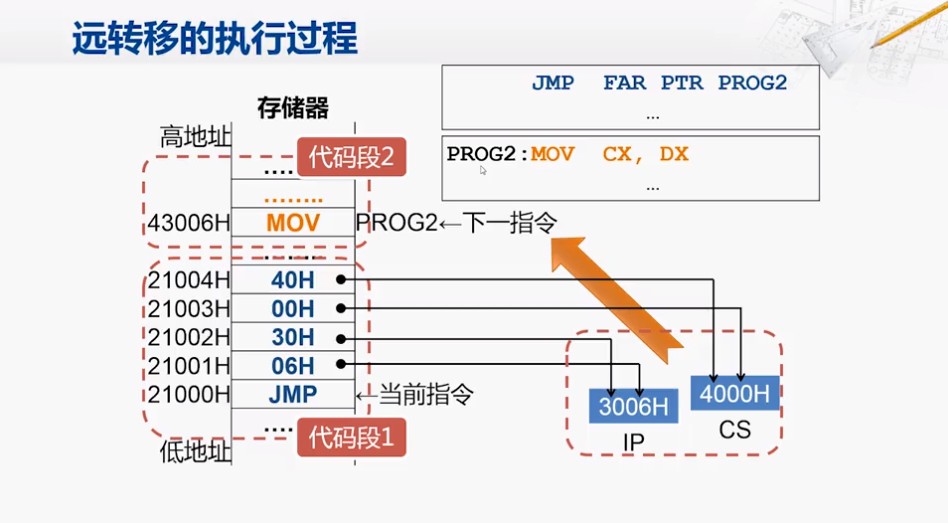 远转移的执行过程
JMP FAR PTR PROG2
...
PROG2:MOV CX, DX
...
存储器
高地址
代码段2
....
........
43006H MOV PROG2←下一指令
........
21004H 40H
21003H 00H
21002H 30H
21001H 06H
21000H JMP ←当前指令
....
代码段1
低地址
3006H
IP
4000H
CS